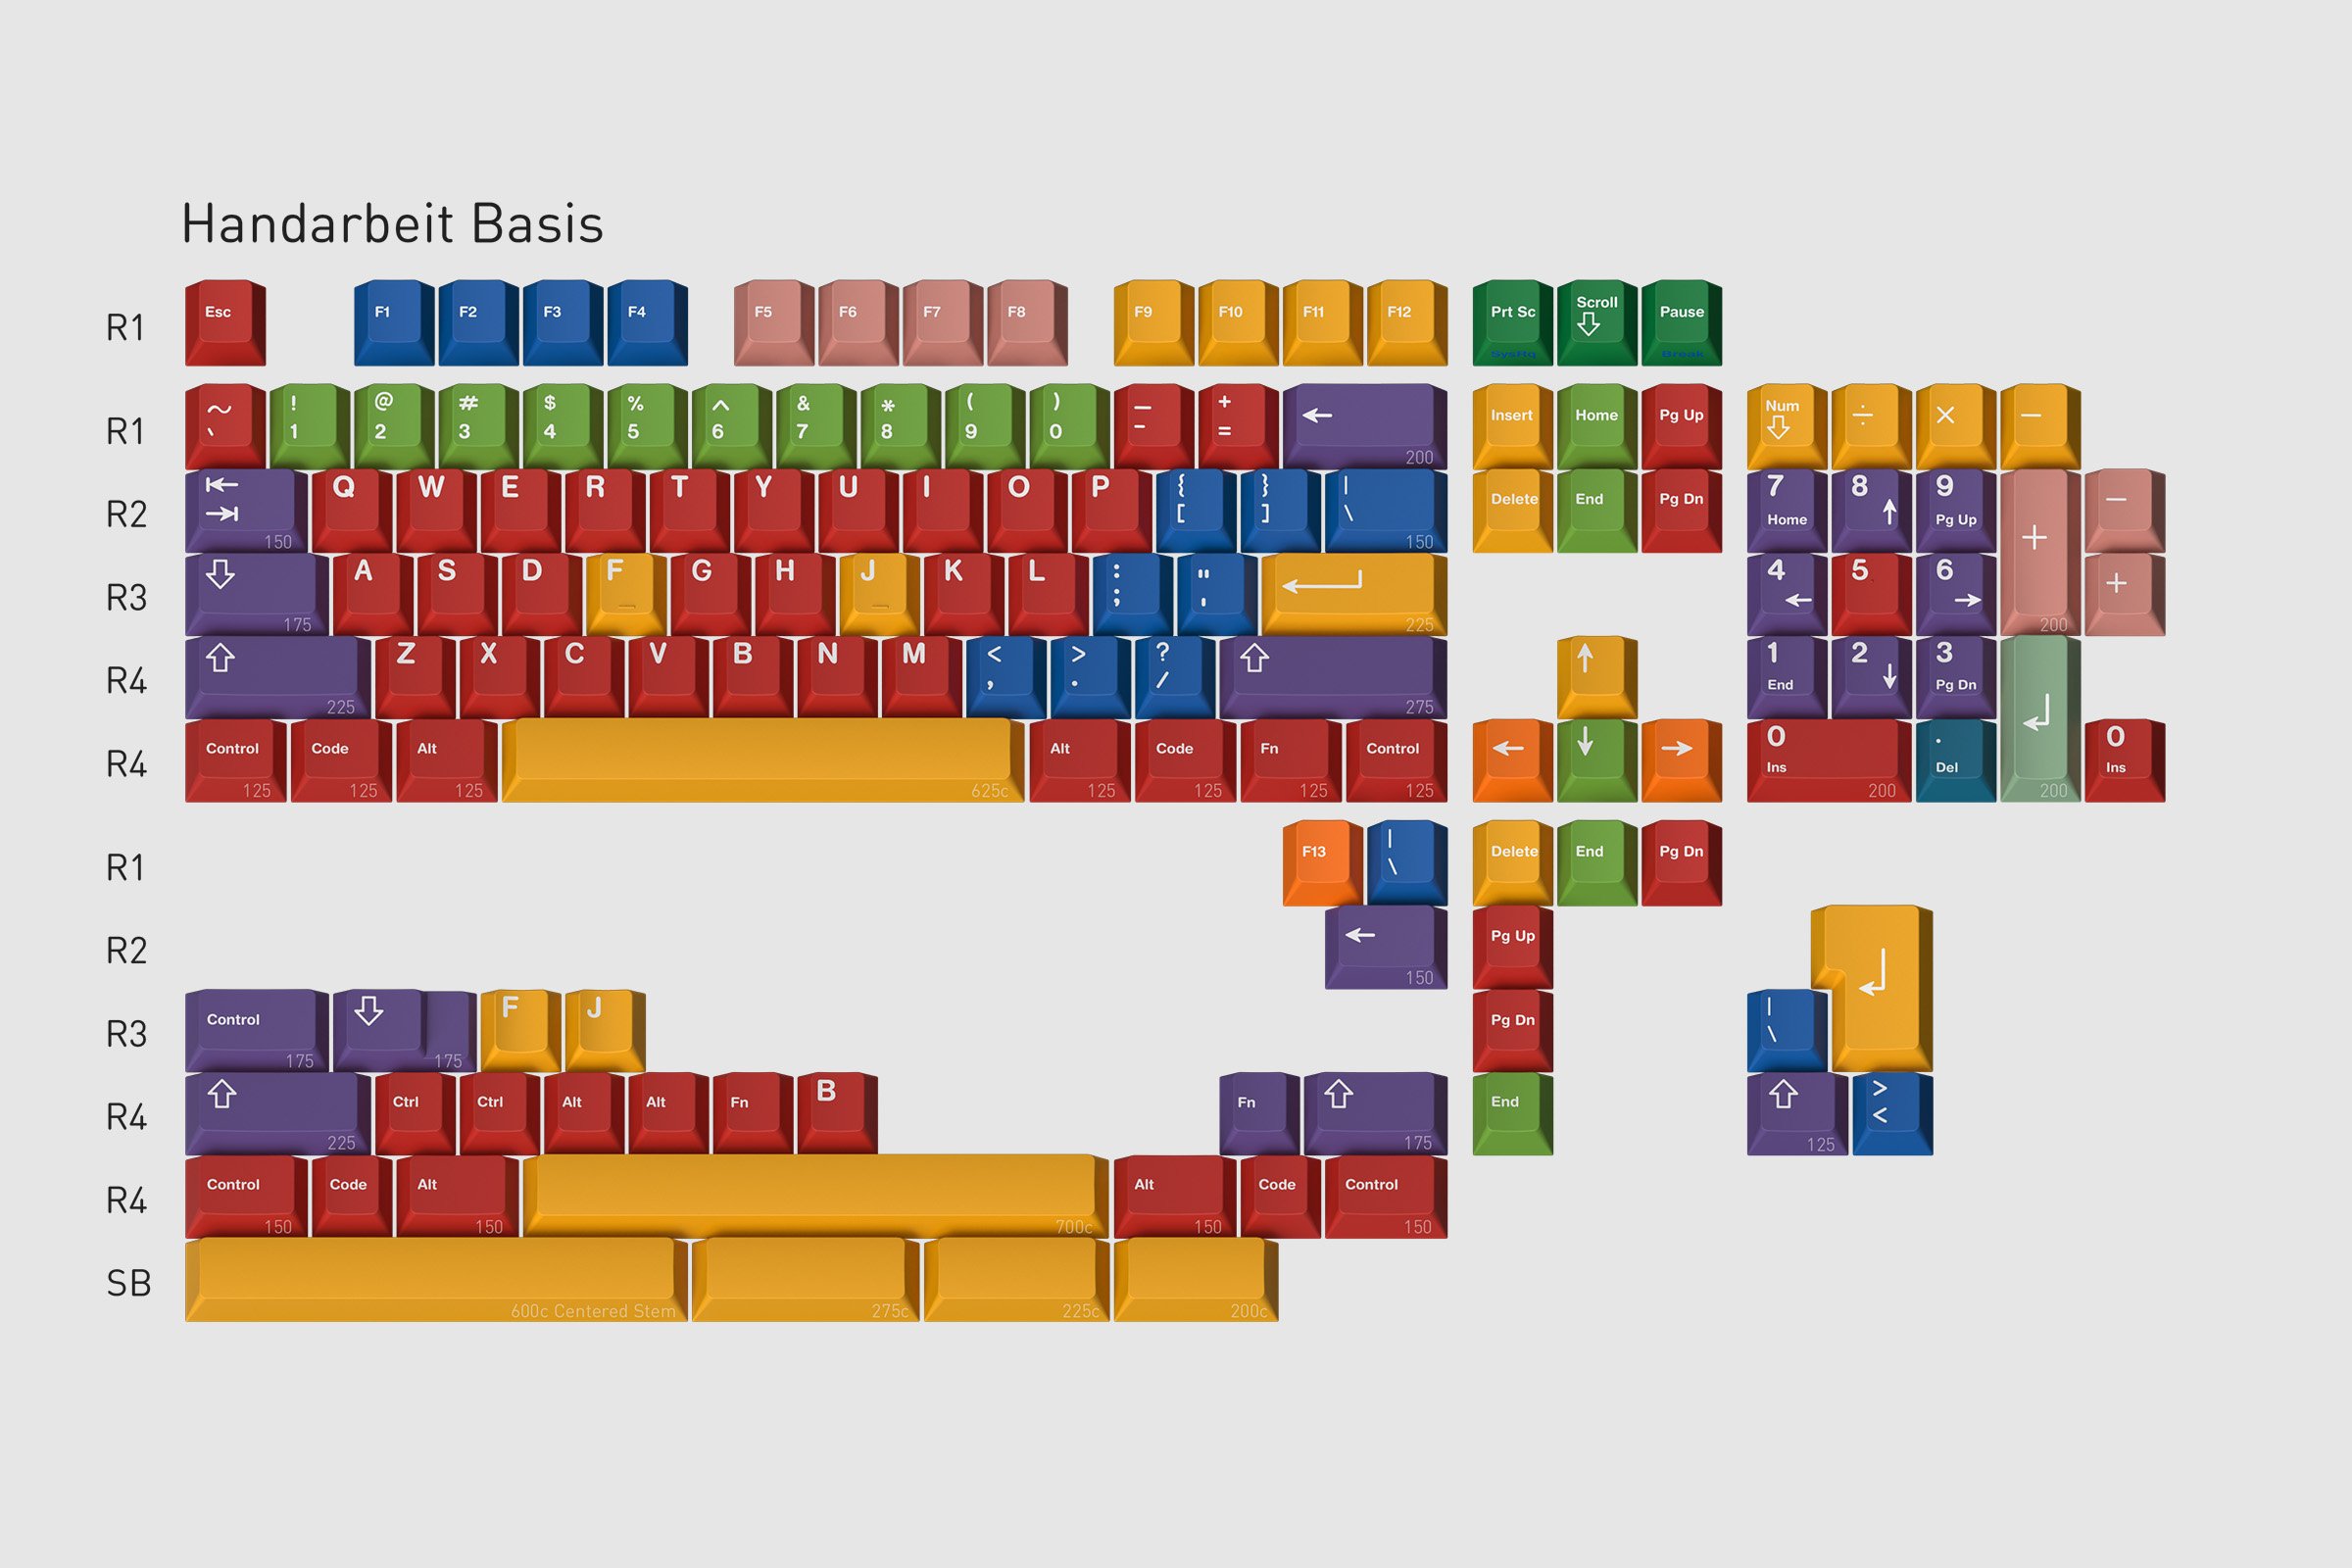 Handarbeit Basis
R1 Esc F1 F2 F3 F4 F5 F6 F7 F8 F9 F10 F11 F12 Prt Sc Scroll Pause
SysRq Break
R1 ~ ! @ # $ % ^ & * ( ) — + Insert Home Pg Up Num ÷ × −
` 1 2 3 4 5 6 7 8 9 0 - = 200
R2 Q W E R T Y U I O P { } | Delete End Pg Dn 7 8 9 + −
150 [ ] \ 150 Home Pg Up
R3 A S D F G H J K L : " 4 5 6 +
175 _ _ ; ' 225 200
R4 Z X C V B N M < > ? 1 2 3
225 , . / 275 End Pg Dn
R4 Control Code Alt Alt Code Fn Control 0 . 0
Ins Del Ins
125 125 125 625c 125 125 125 125 200 200
R1 F13 | Delete End Pg Dn
\
R2 Pg Up
150
R3 Control F J Pg Dn |
175 175 \
R4 Ctrl Ctrl Alt Alt Fn B Fn End >
225 175 125 <
R4 Control Code Alt Alt Code Control
150 150 700c 150 150
SB 600c Centered Stem 275c 225c 200c